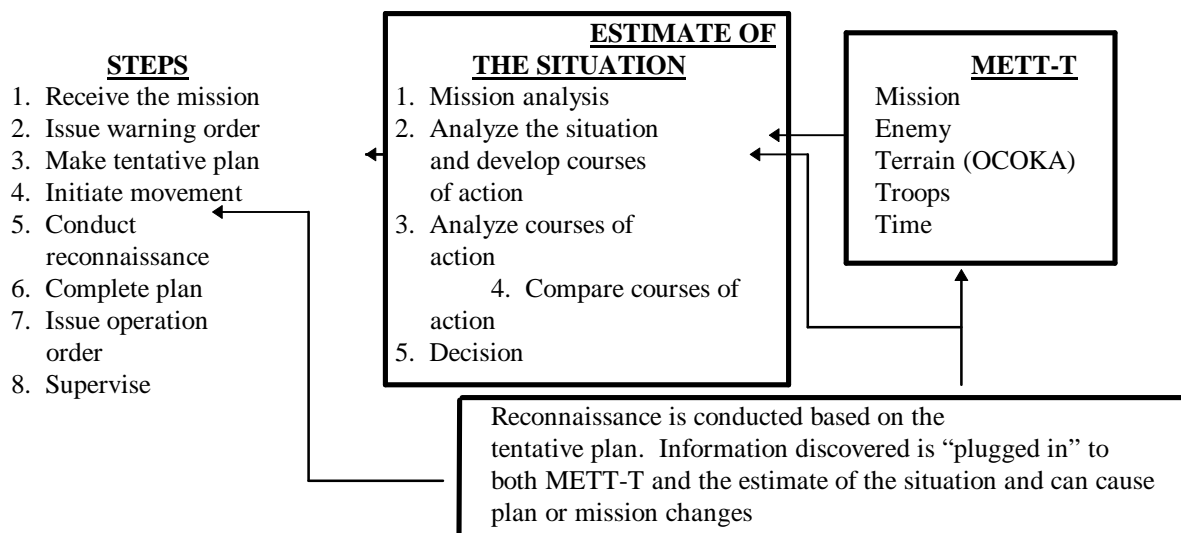 STEPS
1. Receive the mission
2. Issue warning order
3. Make tentative plan
4. Initiate movement
5. Conduct
reconnaissance
6. Complete plan
7. Issue operation
order
8. Supervise
ESTIMATE OF
THE SITUATION
1. Mission analysis
2. Analyze the situation
and develop courses
of action
3. Analyze courses of
action
4. Compare courses of
action
5. Decision
METT-T
Mission
Enemy
Terrain (OCOKA)
Troops
Time
Reconnaissance is conducted based on the
tentative plan. Information discovered is “plugged in” to
both METT-T and the estimate of the situation and can cause
plan or mission changes